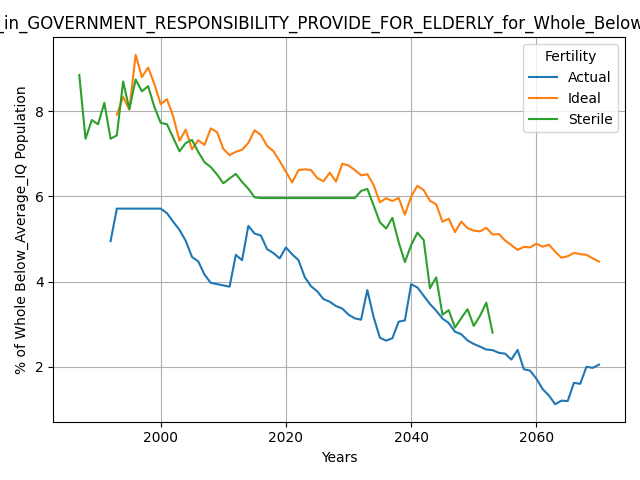 _in_GOVERNMENT_RESPONSIBILITY_PROVIDE_FOR_ELDERLY_for_Whole_Below
% of Whole Below_Average_IQ Population
8
6
4
2
Fertility
Actual
Ideal
Sterile
2000 2020 2040 2060
Years